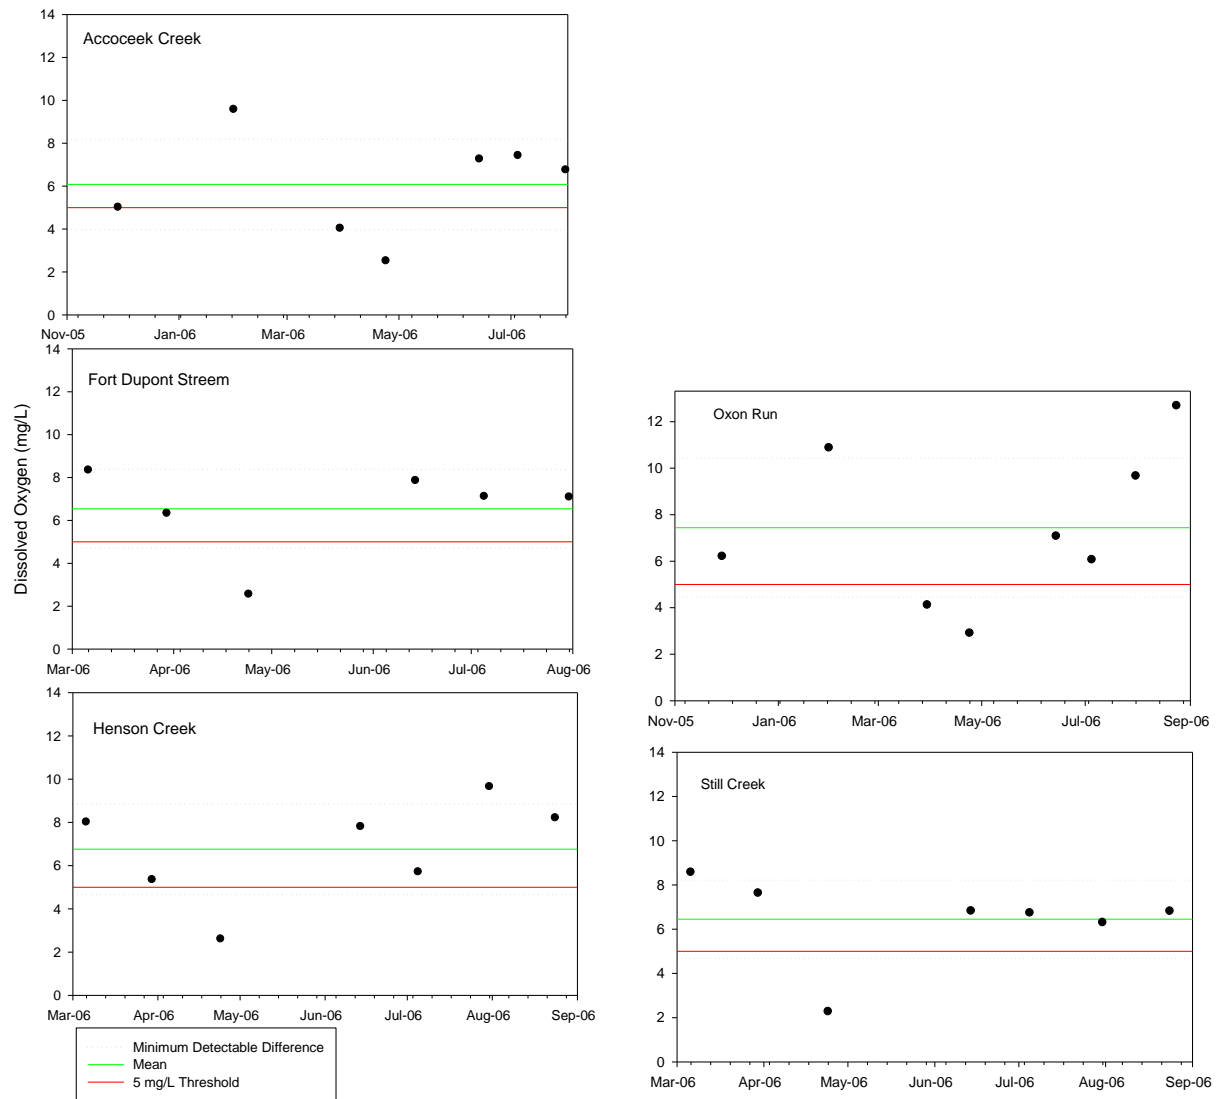 Accoceek Creek
14
12
10
8
6
4
2
0
Nov-05 Jan-06 Mar-06 May-06 Jul-06
Dissolved Oxygen (mg/L)
Fort Dupont Streem
14
12
10
8
6
4
2
0
Mar-06 Apr-06 May-06 Jun-06 Jul-06 Aug-06
Henson Creek
14
12
10
8
6
4
2
0
Mar-06 Apr-06 May-06 Jun-06 Jul-06 Aug-06 Sep-06
Minimum Detectable Difference
Mean
5 mg/L Threshold
Oxon Run
12
10
8
6
4
2
0
Nov-05 Jan-06 Mar-06 May-06 Jul-06 Sep-06
Still Creek
14
12
10
8
6
4
2
0
Mar-06 Apr-06 May-06 Jun-06 Jul-06 Aug-06 Sep-06